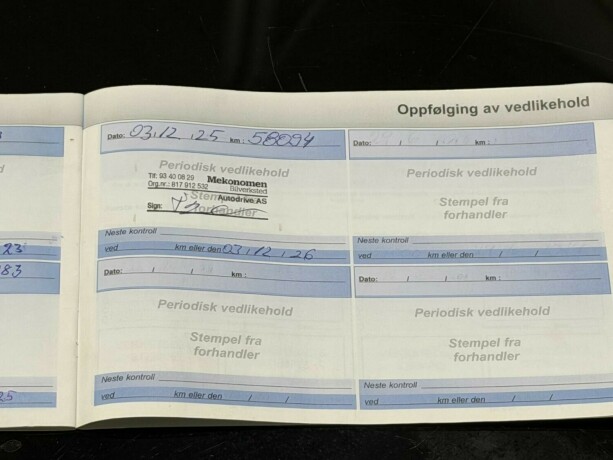 Oppfølging av vedlikehold
Dato: 03.12.25 km: 58094
Periodisk vedlikehold
Tlf: 93 40 08 29 Mekonomen
Org.nr.: 817 912 532 Bilverksted
Stempel fra Autodrive AS
forhandler
Sign:
Neste kontroll
ved km eller den 03.12.26
Dato: / / km :
Periodisk vedlikehold
Stempel fra
forhandler
Neste kontroll
ved km eller den / /
23
83
25
Dato: / / km :
Periodisk vedlikehold
Stempel fra
forhandler
Neste kontroll
ved km eller den / /
Dato: / / km :
Periodisk vedlikehold
Stempel fra
forhandler
Neste kontroll
ved km eller den / /